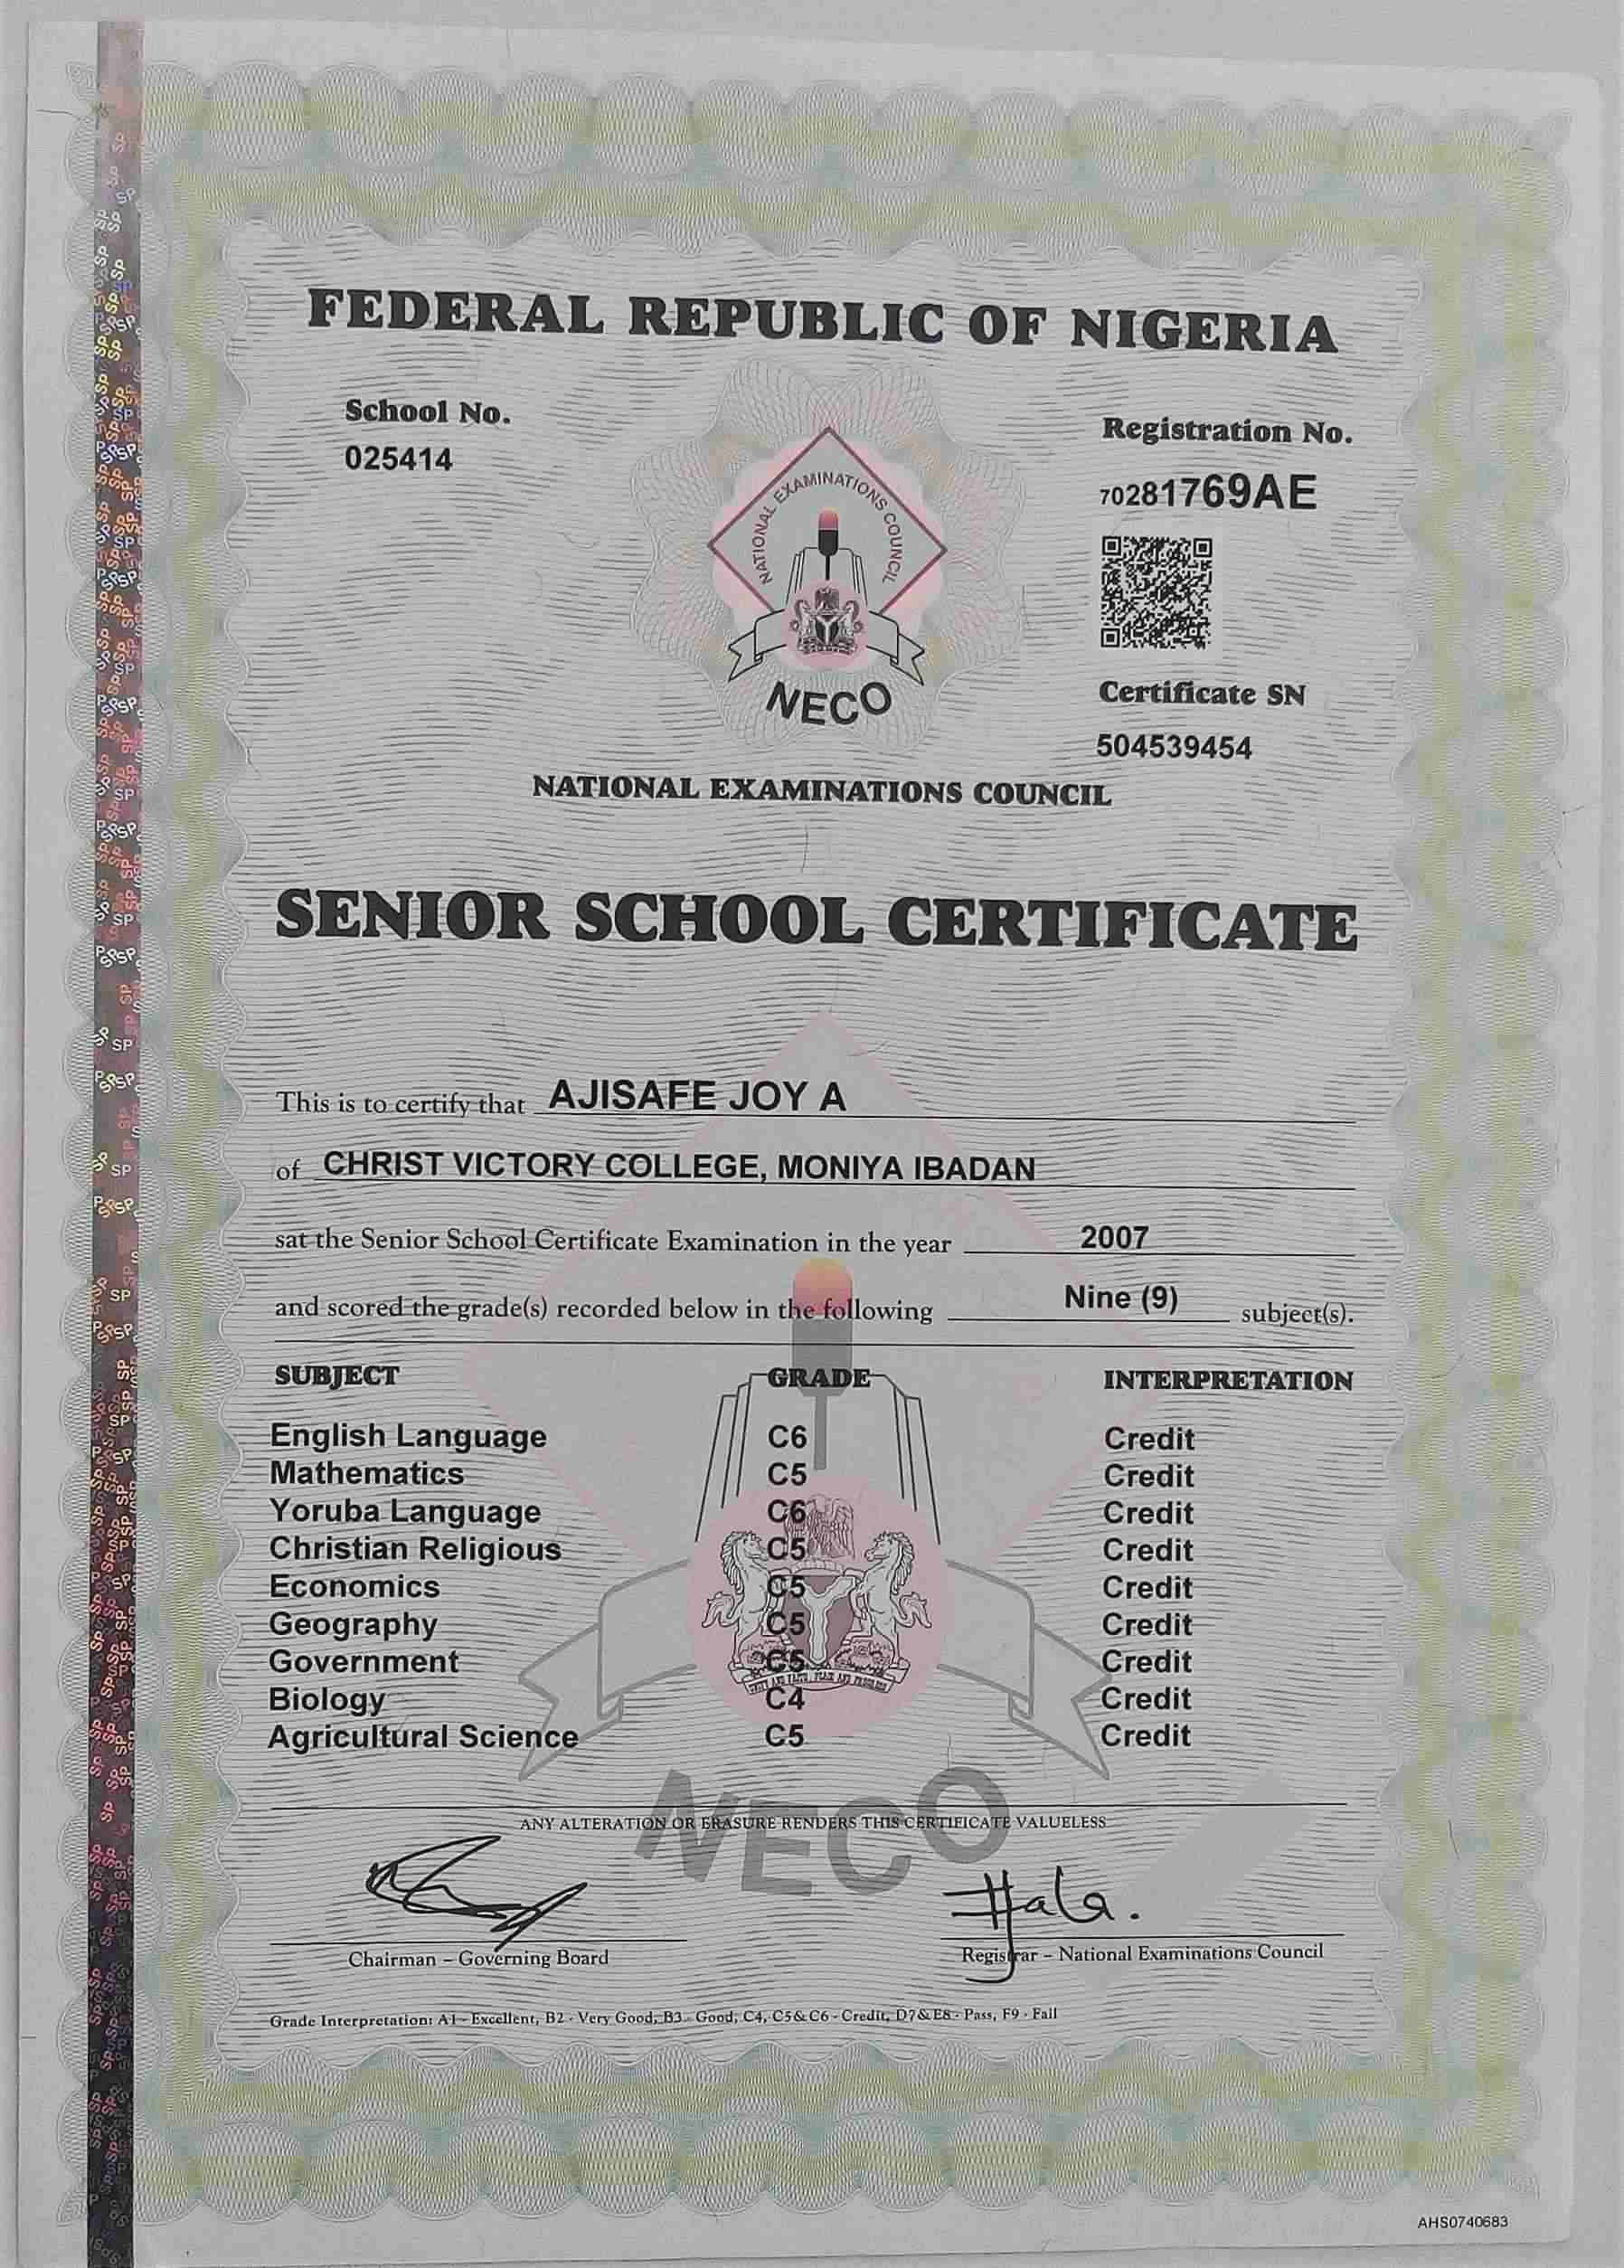 FEDERAL REPUBLIC OF NIGERIA
School No.
025414
Registration No.
70281769AE
NATIONAL EXAMINATIONS COUNCIL
NECO
Certificate SN
504539454
NATIONAL EXAMINATIONS COUNCIL
SENIOR SCHOOL CERTIFICATE
This is to certify that AJISAFE JOY A
of CHRIST VICTORY COLLEGE, MONIYA IBADAN
sat the Senior School Certificate Examination in the year 2007
and scored the grade(s) recorded below in the following Nine (9) subject(s).
SUBJECT GRADE INTERPRETATION
English Language C6 Credit
Mathematics C5 Credit
Yoruba Language C6 Credit
Christian Religious C5 Credit
Economics C5 Credit
Geography C5 Credit
Government C5 Credit
Biology C4 Credit
Agricultural Science C5 Credit
NECO
ANY ALTERATION OR ERASURE RENDERS THIS CERTIFICATE VALUELESS
Chairman – Governing Board
Registrar – National Examinations Council
Grade Interpretation: A1 - Excellent, B2 - Very Good, B3 - Good, C4, C5 & C6 - Credit, D7 & E8 - Pass, F9 - Fail
AHS0740683